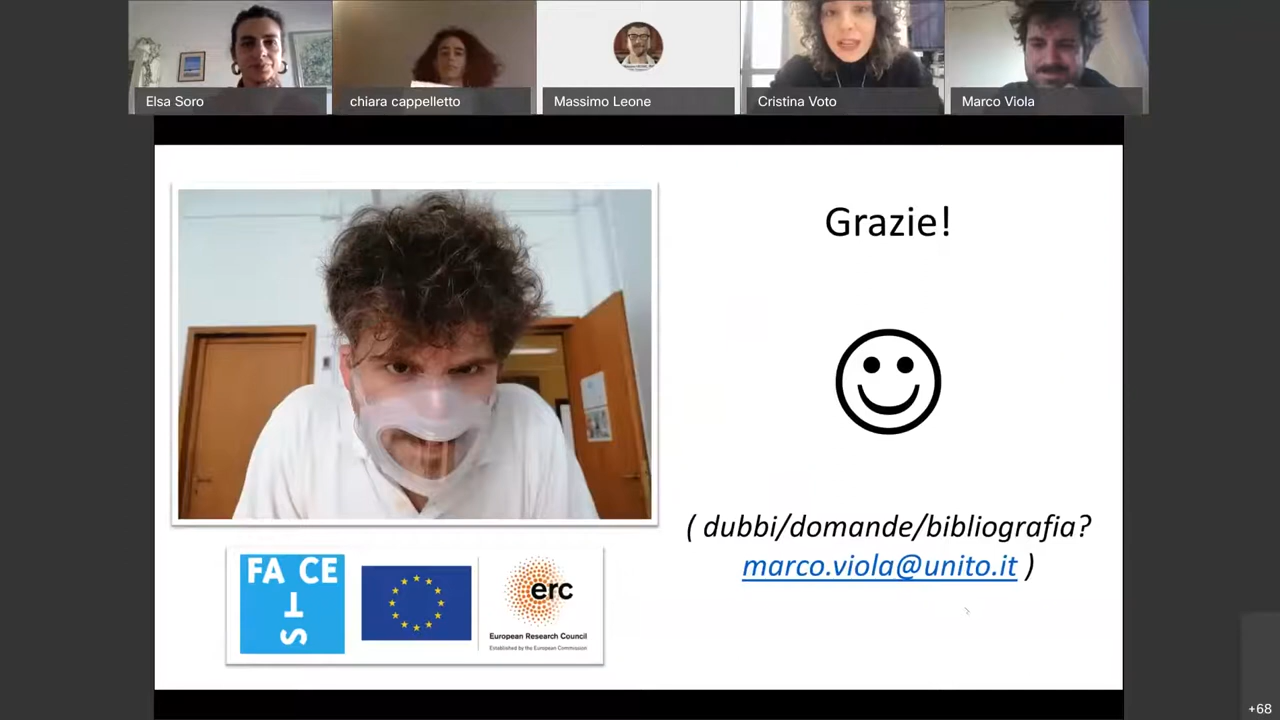 Elsa Soro
chiara cappelletto
Massimo Leone
Cristina Voto
Marco Viola
Grazie!
( dubbi/domande/bibliografia?
marco.viola@unito.it )
FA CE
T
S
erc
European Research Council
Established by the European Commission
+68